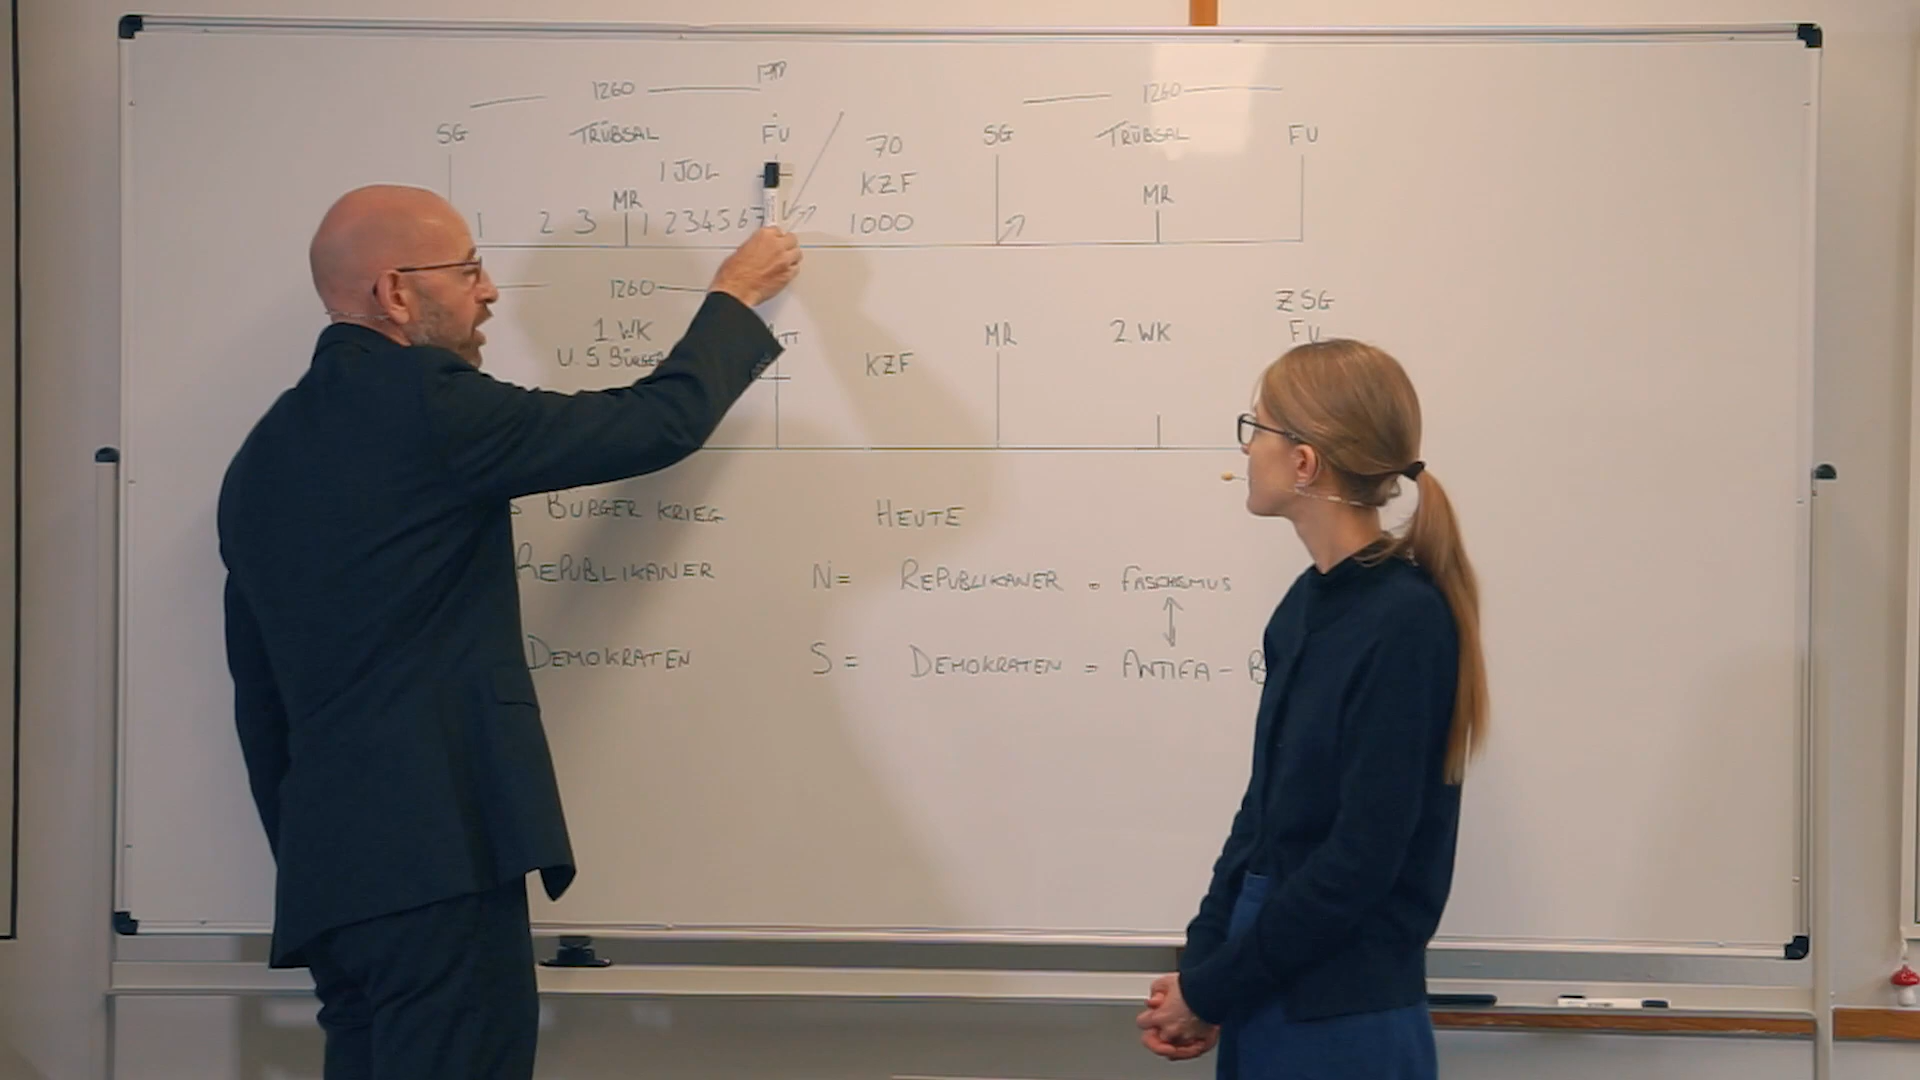 1260 1260
SG TRÜBSAL FU 70 SG TRÜBSAL FU
1 JOL KZF
MR MR
1 2 3 1 2 3 4 5 6 7 1000
1260
ZSG
1. WK MR 2. WK FU
U.S BÜRGER KZF
BÜRGER KRIEG HEUTE
REPUBLIKANER N = REPUBLIKANER = FASCHISMUS
DEMOKRATEN S = DEMOKRATEN = ANTIFA -